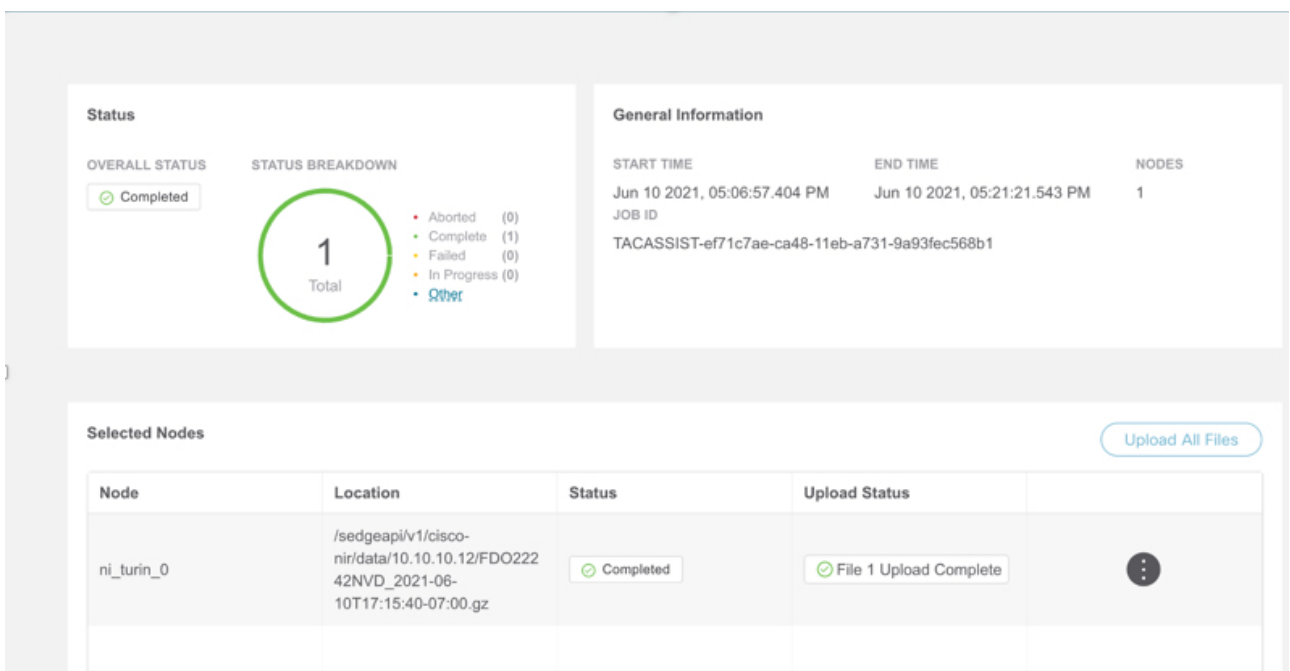 Status
OVERALL STATUS
Completed
STATUS BREAKDOWN
1
Total
Aborted (0)
Complete (1)
Failed (0)
In Progress (0)
Other
General Information
START TIME
Jun 10 2021, 05:06:57.404 PM
END TIME
Jun 10 2021, 05:21:21.543 PM
NODES
1
JOB ID
TACASSIST-ef71c7ae-ca48-11eb-a731-9a93fec568b1
Selected Nodes
Upload All Files
Node Location Status Upload Status
ni_turin_0
/sedgeapi/v1/cisco-
nir/data/10.10.10.12/FDO222
42NVD_2021-06-
10T17:15:40-07:00.gz
Completed
File 1 Upload Complete